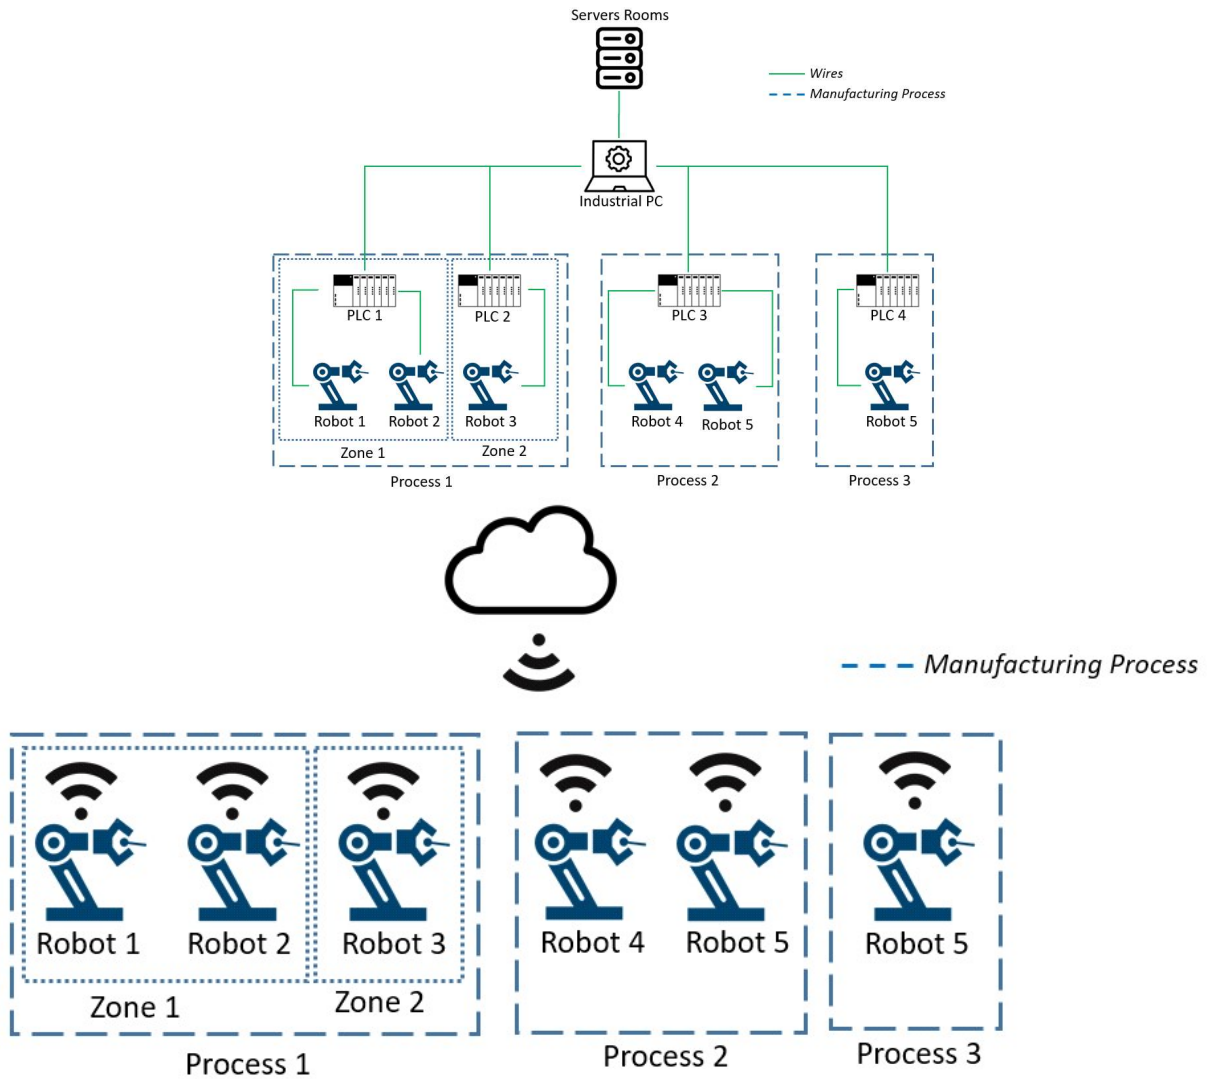 Servers Rooms
Wires
Manufacturing Process
Industrial PC
PLC 1
PLC 2
PLC 3
PLC 4
Robot 1
Robot 2
Robot 3
Robot 4
Robot 5
Robot 5
Zone 1
Zone 2
Process 1
Process 2
Process 3
Manufacturing Process
Robot 1
Robot 2
Robot 3
Robot 4
Robot 5
Robot 5
Zone 1
Zone 2
Process 1
Process 2
Process 3